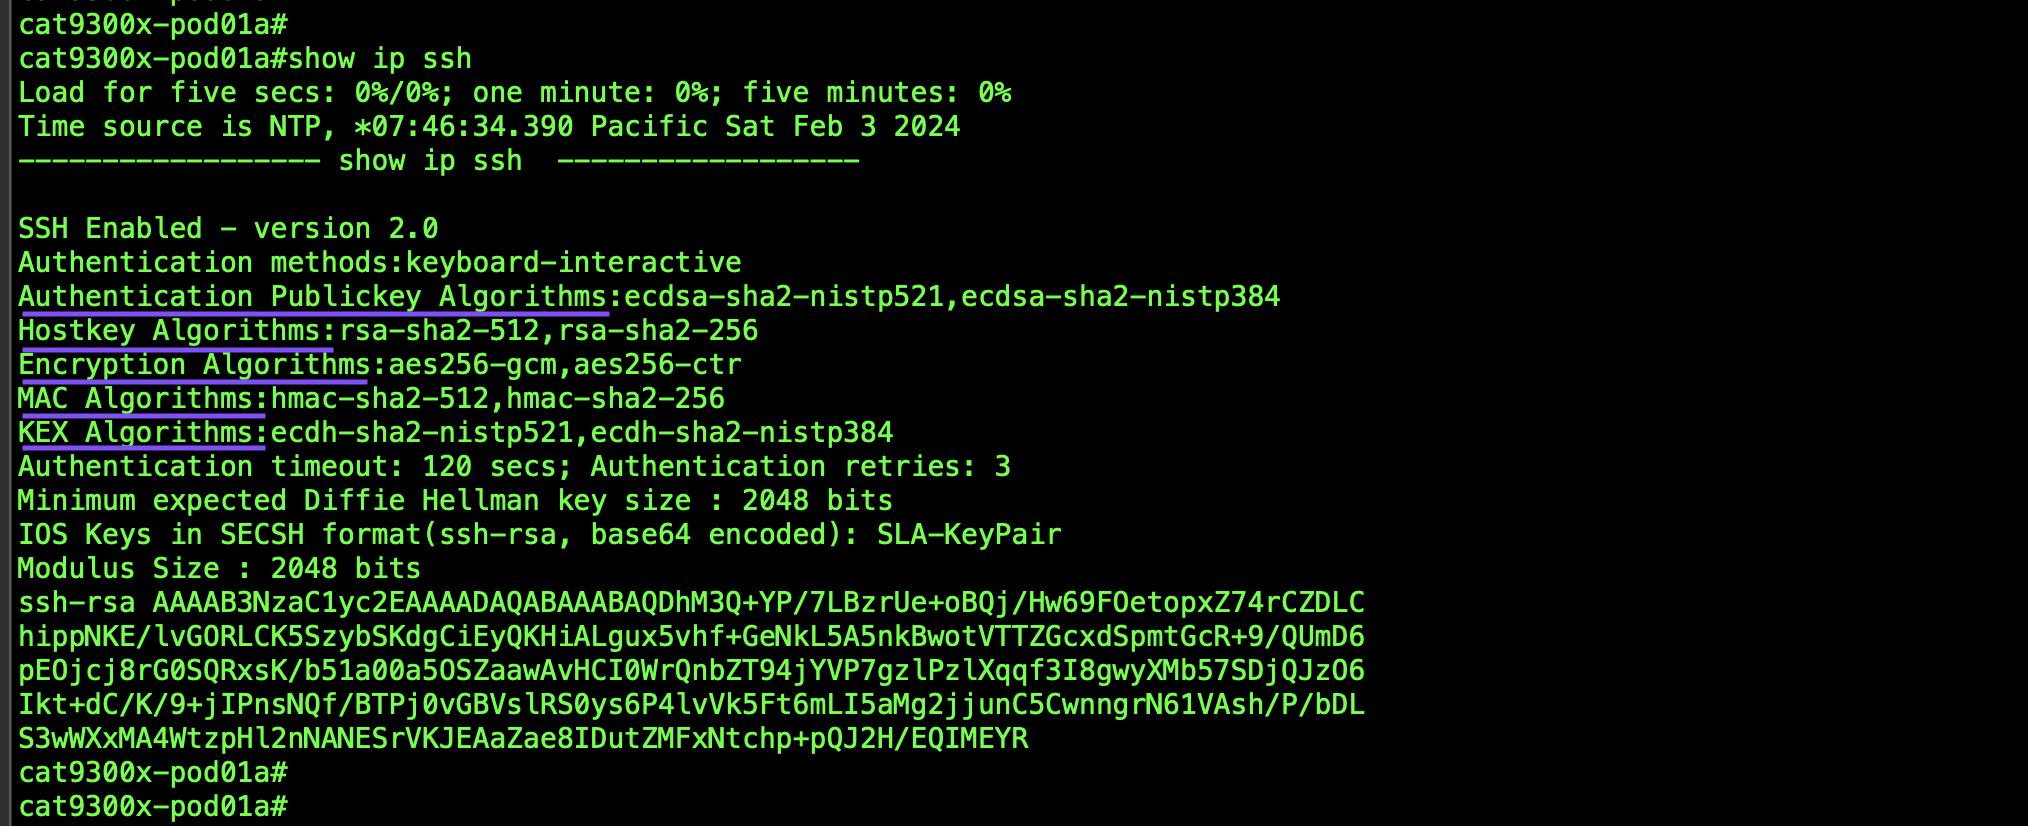 cat9300x-pod01a#
cat9300x-pod01a#show ip ssh
Load for five secs: 0%/0%; one minute: 0%; five minutes: 0%
Time source is NTP, *07:46:34.390 Pacific Sat Feb 3 2024
------------------ show ip ssh  ------------------
SSH Enabled - version 2.0
Authentication methods:keyboard-interactive
Authentication Publickey Algorithms:ecdsa-sha2-nistp521,ecdsa-sha2-nistp384
Hostkey Algorithms:rsa-sha2-512,rsa-sha2-256
Encryption Algorithms:aes256-gcm,aes256-ctr
MAC Algorithms:hmac-sha2-512,hmac-sha2-256
KEX Algorithms:ecdh-sha2-nistp521,ecdh-sha2-nistp384
Authentication timeout: 120 secs; Authentication retries: 3
Minimum expected Diffie Hellman key size : 2048 bits
IOS Keys in SECSH format(ssh-rsa, base64 encoded): SLA-KeyPair
Modulus Size : 2048 bits
ssh-rsa AAAAB3NzaC1yc2EAAAADAQABAAABAQDhM3Q+YP/7LBzrUe+oBQj/Hw69FOetopxZ74rCZDLC
hippNKE/lvGORLCK5SzybSKdgCiEyQKHiALgux5vhf+GeNkL5A5nkBwotVTTZGcxdSpmtGcR+9/QUmD6
pEOjcj8rG0SQRxsK/b51a00a5OSZaawAvHCI0WrQnbZT94jYVP7gzlPzlXqqf3I8gwyXMb57SDjQJzO6
Ikt+dC/K/9+jIPnsNQf/BTPj0vGBVslRS0ys6P4lvVk5Ft6mLI5aMg2jjunC5CwnngrN61VAsh/P/bDL
S3wWXxMA4WtzpHl2nNANESrVKJEAaZae8IDutZMFxNtchp+pQJ2H/EQIMEYR
cat9300x-pod01a#
cat9300x-pod01a#